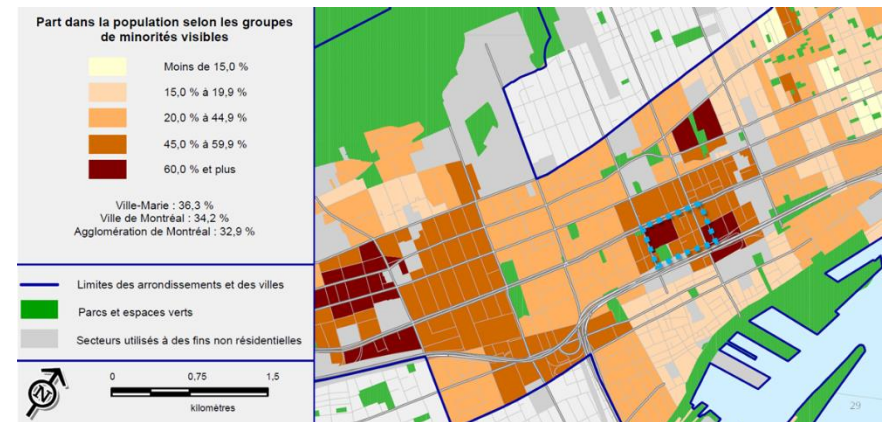 Part dans la population selon les groupes
de minorités visibles
Moins de 15,0 %
15,0 % à 19,9 %
20,0 % à 44,9 %
45,0 % à 59,9 %
60,0 % et plus
Ville-Marie : 36,3 %
Ville de Montréal : 34,2 %
Agglomération de Montréal : 32,9 %
Limites des arrondissements et des villes
Parcs et espaces verts
Secteurs utilisés à des fins non résidentielles
N
0 0,75 1,5
kilomètres
29